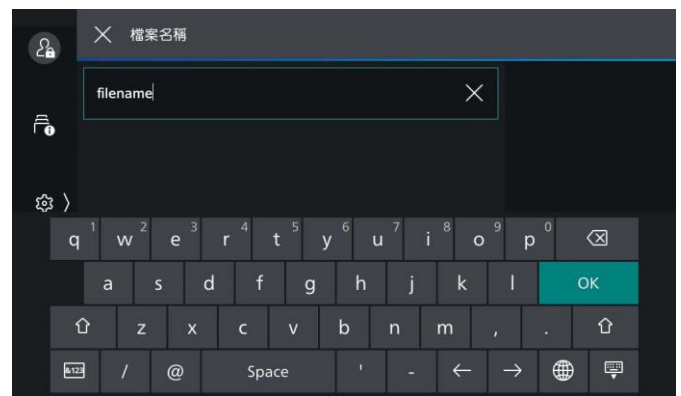 檔案名稱
filename
q 1 w 2 e 3 r 4 t 5 y 6 u 7 i 8 o 9 p 0
a s d f g h j k l OK
z x c v b n m , .
&123 / @ Space ' -